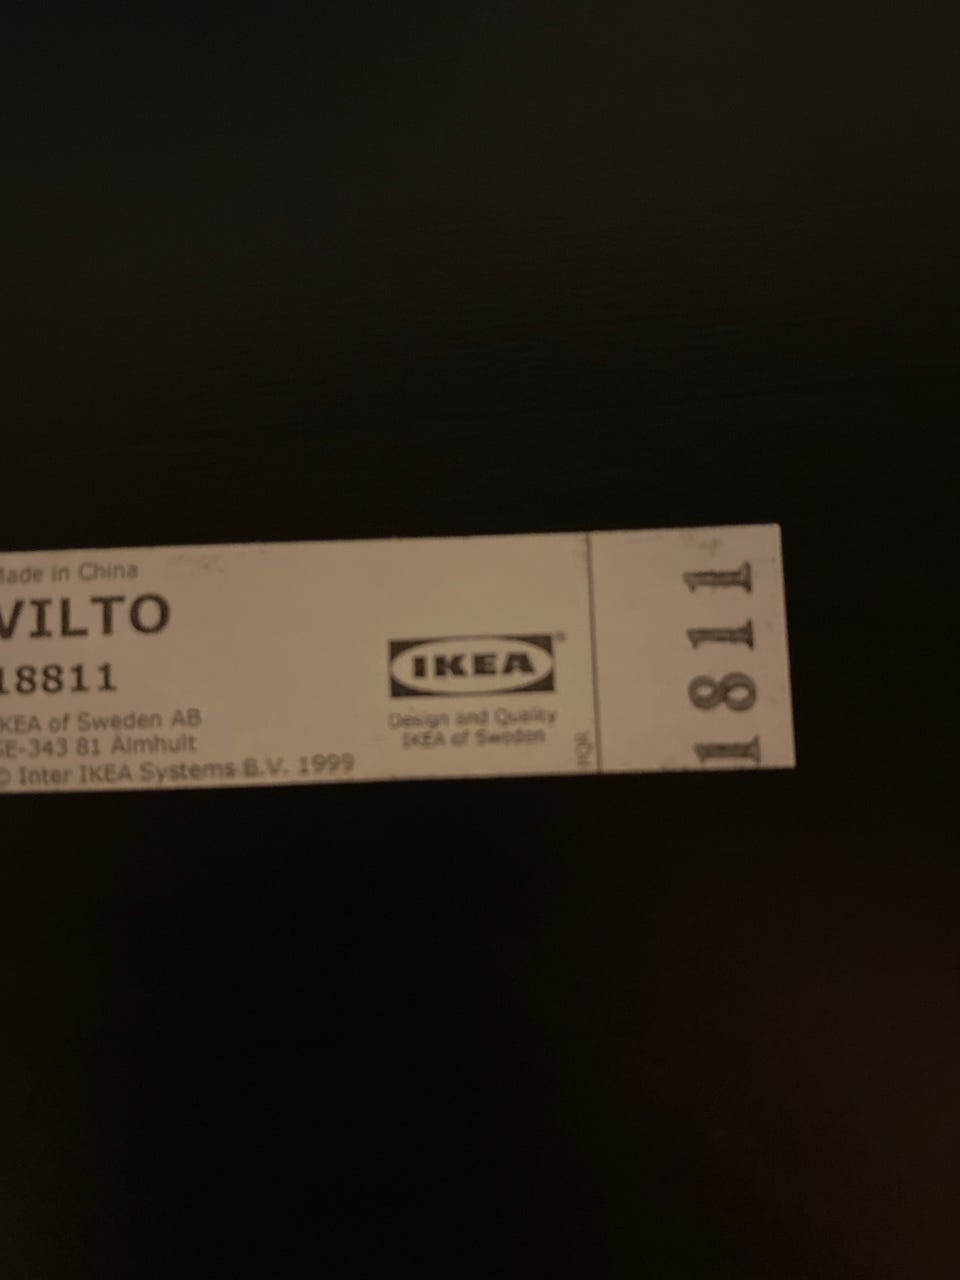 Made in China
VILTO
18811
IKEA of Sweden AB
SE-343 81 Älmhult
© Inter IKEA Systems B.V. 1999
IKEA®
Design and Quality
IKEA of Sweden
PQR
1811